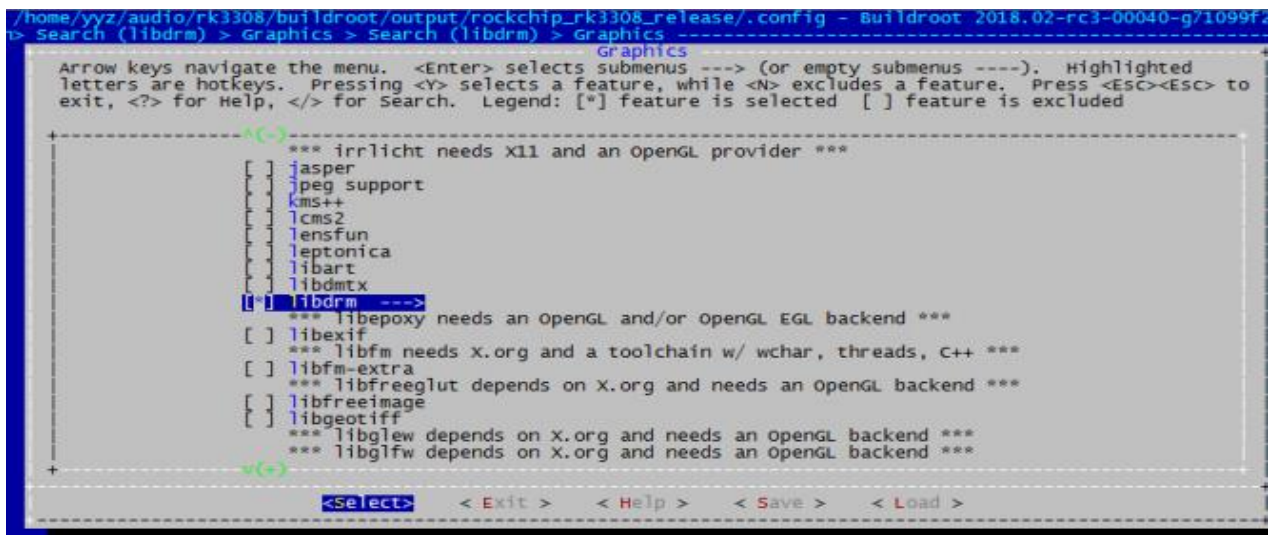 /home/yyz/audio/rk3308/buildroot/output/rockchip_rk3308_release/.config - Buildroot 2018.02-rc3-00040-g71099f2
> Search (libdrm) > Graphics > Search (libdrm) > Graphics
Graphics
Arrow keys navigate the menu. <Enter> selects submenus ---> (or empty submenus ----). Highlighted
letters are hotkeys. Pressing <Y> selects a feature, while <N> excludes a feature. Press <Esc><Esc> to
exit, <?> for Help, </> for Search. Legend: [*] feature is selected [ ] feature is excluded
^(-)
*** irrlicht needs X11 and an OpenGL provider ***
[ ] jasper
[ ] jpeg support
[ ] kms++
[ ] lcms2
[ ] lensfun
[ ] leptonica
[ ] libart
[ ] libdmtx
[*] libdrm --->
*** libepoxy needs an OpenGL and/or OpenGL EGL backend ***
[ ] libexif
*** libfm needs X.org and a toolchain w/ wchar, threads, C++ ***
[ ] libfm-extra
*** libfreeglut depends on X.org and needs an OpenGL backend ***
[ ] libfreeimage
[ ] libgeotiff
*** libglew depends on X.org and needs an OpenGL backend ***
*** libglfw depends on X.org and needs an OpenGL backend ***
v(+)
<Select> < Exit > < Help > < Save > < Load >